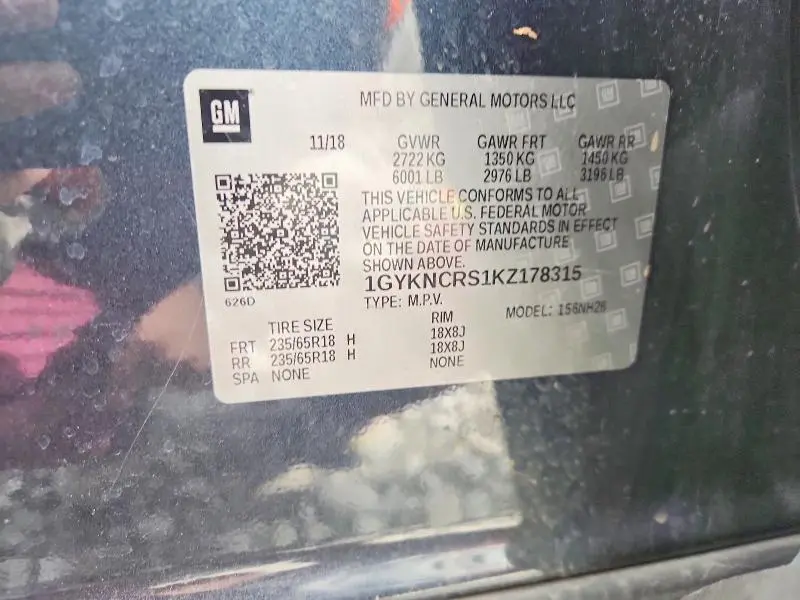 GM
MFD BY GENERAL MOTORS LLC
11/18 GVWR GAWR FRT GAWR RR
2722 KG 1350 KG 1450 KG
6001 LB 2976 LB 3196 LB
THIS VEHICLE CONFORMS TO ALL
APPLICABLE U.S. FEDERAL MOTOR
VEHICLE SAFETY STANDARDS IN EFFECT
ON THE DATE OF MANUFACTURE
SHOWN ABOVE.
1GYKNCRS1KZ178315
626D
TYPE: M.P.V. MODEL: 156NH26
TIRE SIZE RIM
FRT 235/65R18 H 18X8J
RR 235/65R18 H 18X8J
SPA NONE NONE